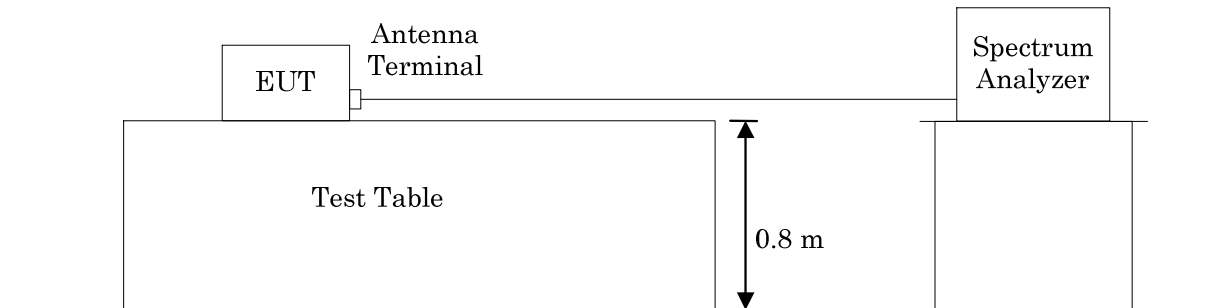 Antenna
Terminal
EUT
Spectrum
Analyzer
Test Table
0.8 m